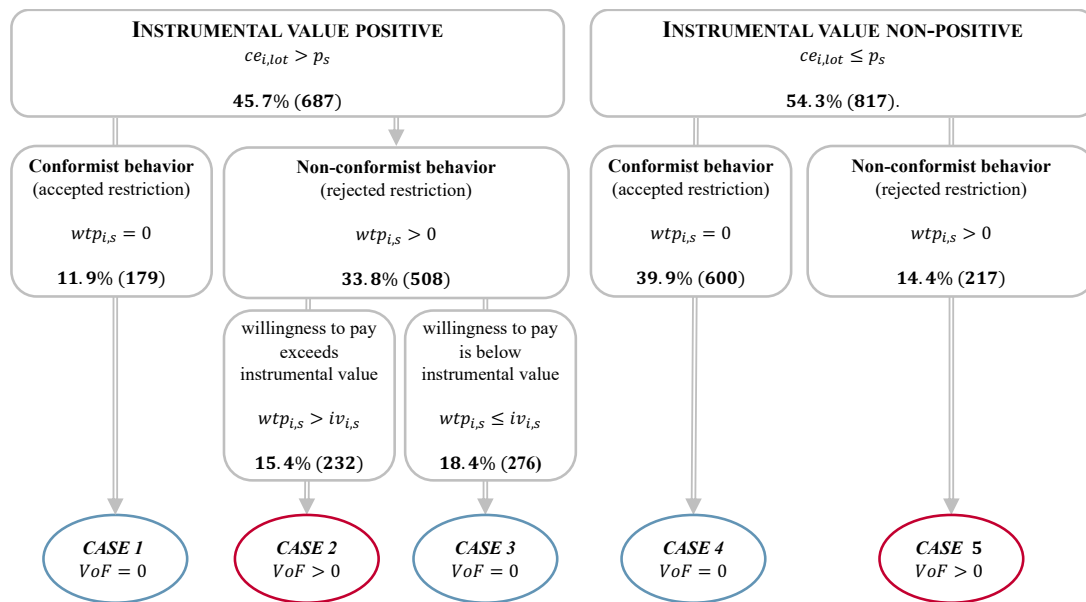 INSTRUMENTAL VALUE POSITIVE
ce_{i,lot} > p_s
45.7% (687)
INSTRUMENTAL VALUE NON-POSITIVE
ce_{i,lot} ≤ p_s
54.3% (817).
Conformist behavior
(accepted restriction)
wtp_{i,s} = 0
11.9% (179)
Non-conformist behavior
(rejected restriction)
wtp_{i,s} > 0
33.8% (508)
Conformist behavior
(accepted restriction)
wtp_{i,s} = 0
39.9% (600)
Non-conformist behavior
(rejected restriction)
wtp_{i,s} > 0
14.4% (217)
willingness to pay
exceeds
instrumental value
wtp_{i,s} > iv_{i,s}
15.4% (232)
willingness to pay
is below
instrumental value
wtp_{i,s} ≤ iv_{i,s}
18.4% (276)
CASE 1
VoF = 0
CASE 2
VoF > 0
CASE 3
VoF = 0
CASE 4
VoF = 0
CASE 5
VoF > 0